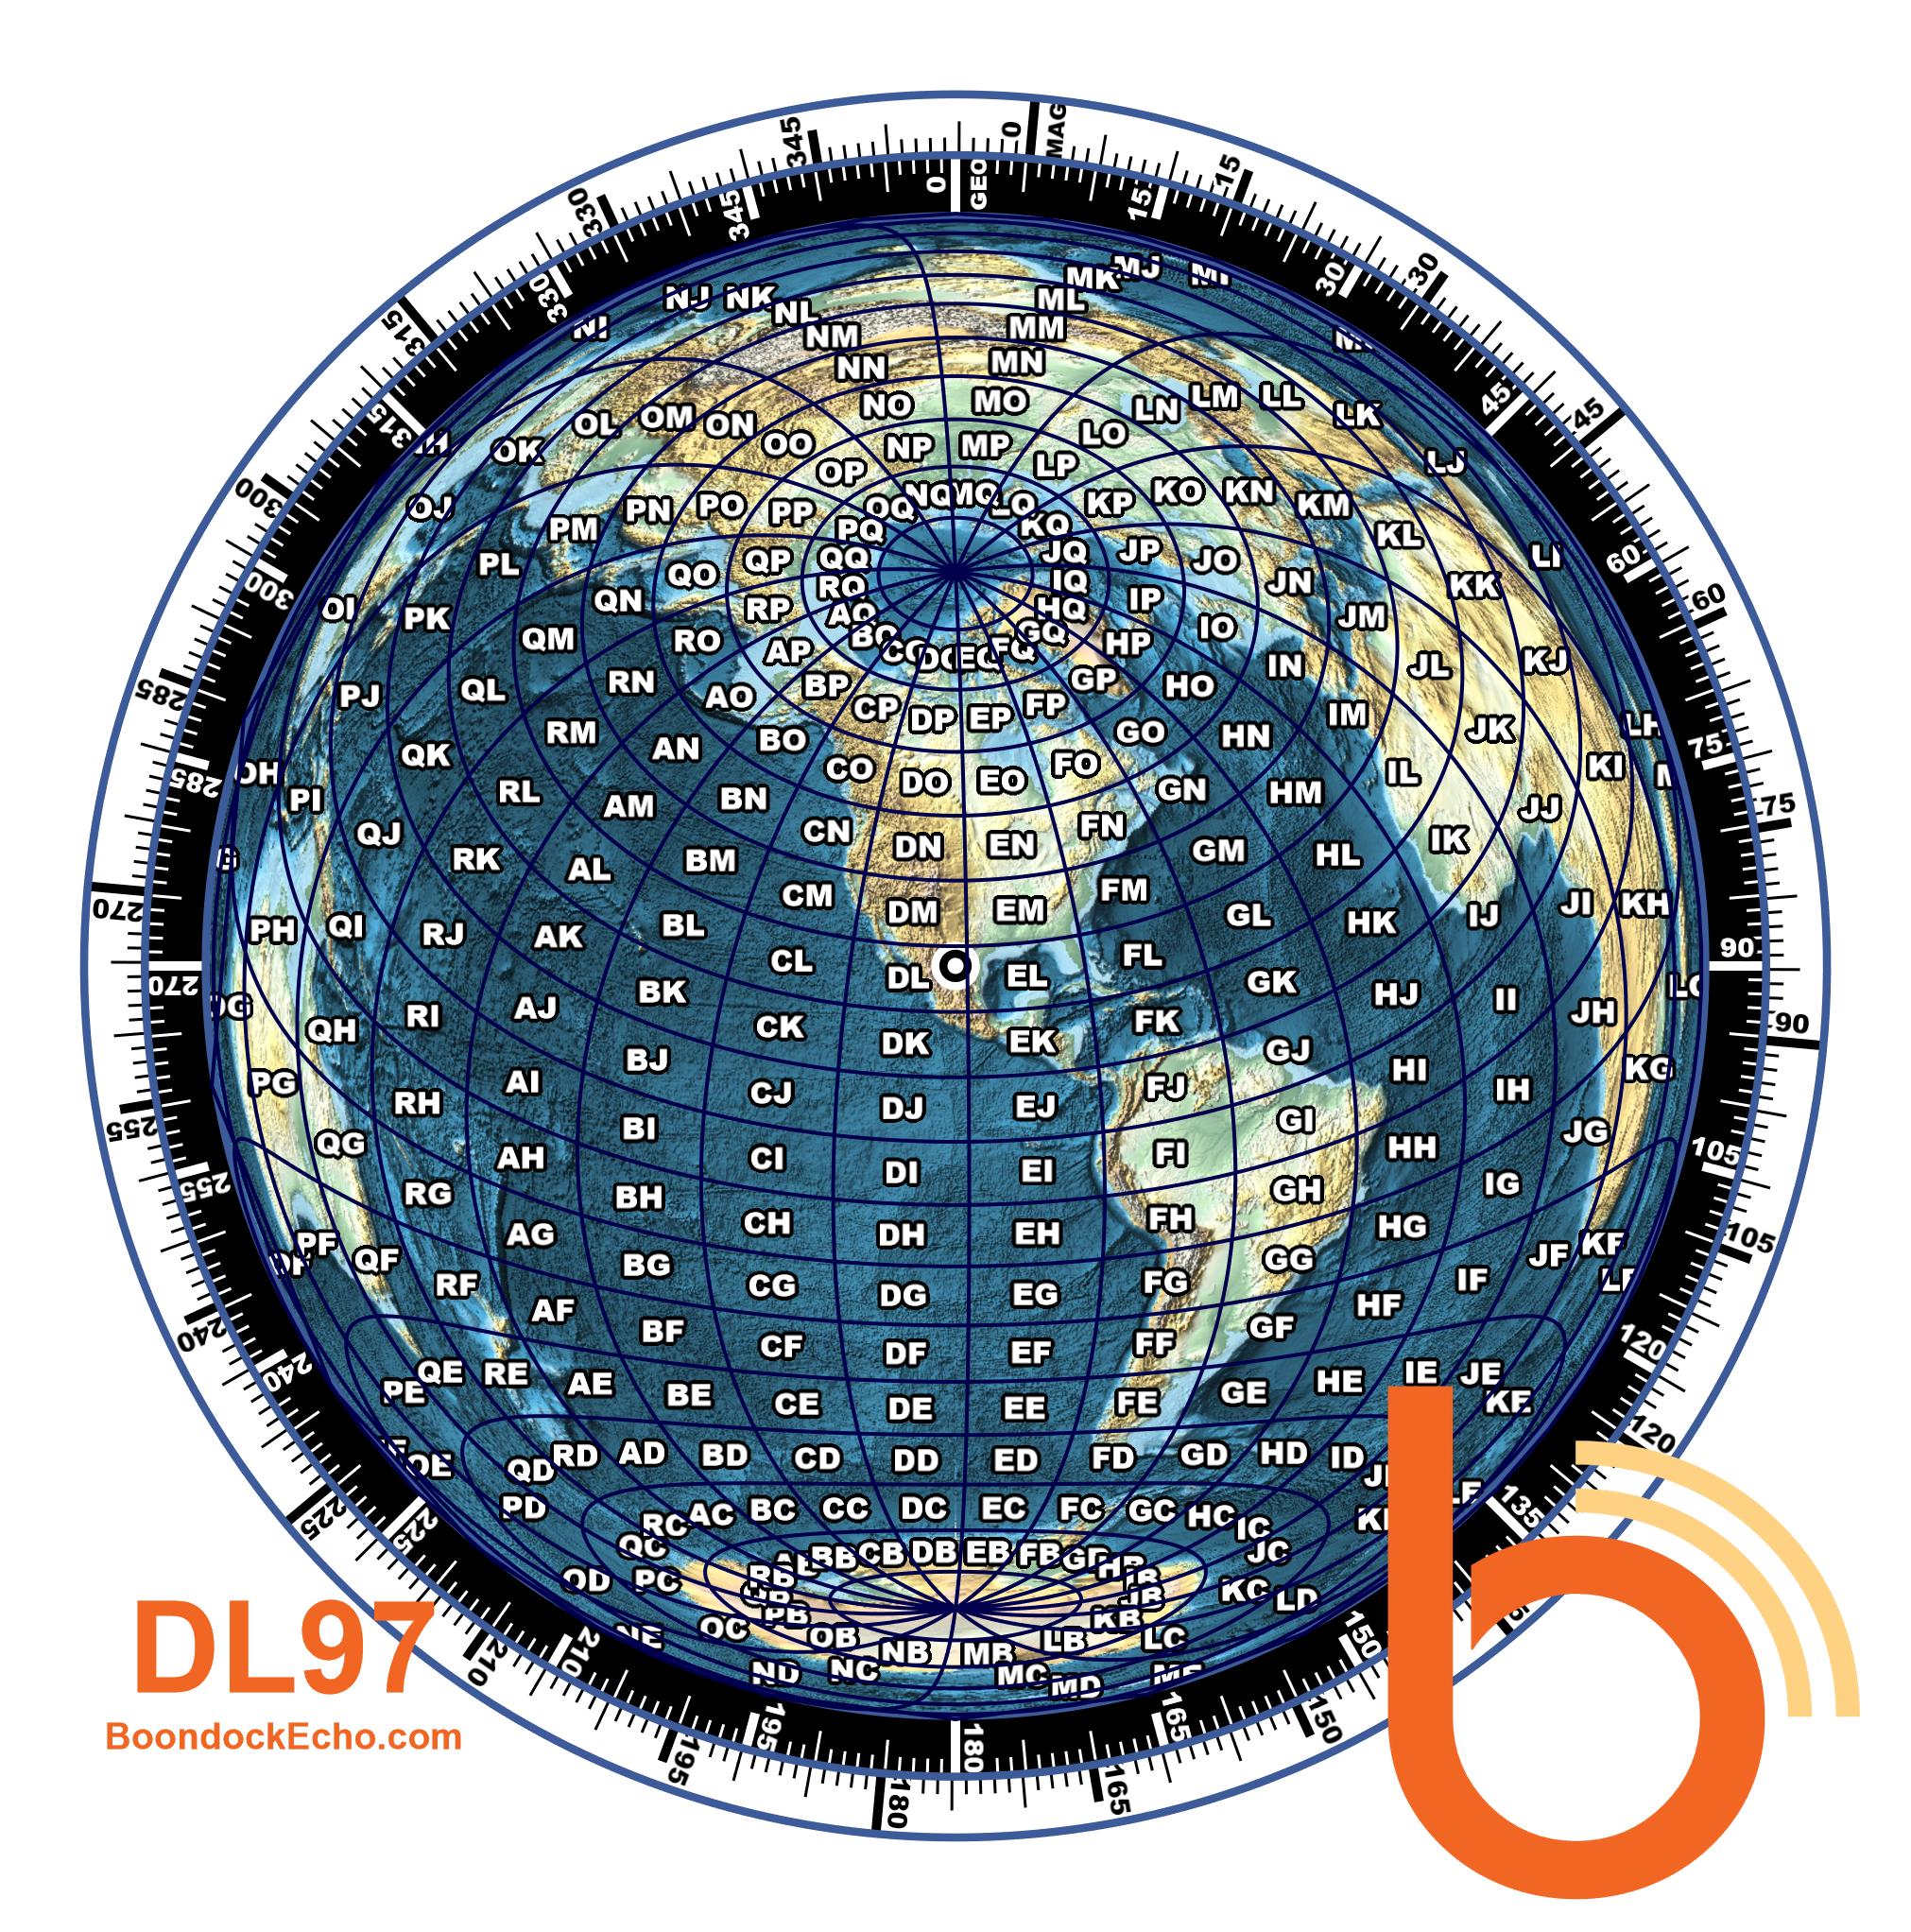 0 MAG
345
15
330
30
0 GEO
345
15
330
30
315
45
315
45
300
60
300
60
285
75
285
75
270
90
270
90
255
105
255
105
240
120
240
120
225
135
225
210
150
210
150
195
165
195
165
180
180
NJ NK MK MJ MI
NI NL ML
NM MM
NN MN
OL OM ON NO MO LN LM LL LK
OK OO NP MP LO LJ
OP LP
OJ PM PN PO PP OQ NQ MQ LQ KP KO KN KM
PQ KQ KL
PL QO QP QQ JQ JP JO LI
OI PK QN RP RQ IQ IP JN KK
QM RO AP AQ HQ HP IO JM
BQ GQ
CQ DQ EQ FQ
PJ QL RN AO BP GP HO IN JL KJ
CP DP EP FP
QK RM AN BO GO HN IM JK LH
OH PI RL AM BN CO DO EO FO GN HM IL JJ KI
QJ RK AL BM CN DN EN FN GM HL IK
PH QI RJ AK BL CM DM EM FM GL HK IJ JI KH
CL DL EL FL
QH RI AJ BK GK HJ II JH
CK DK EK FK
PG RH AI BJ CJ DJ EJ FJ GJ HI IH KG
QG AH BI CI DI EI FI GI HH JG
RG BH GH IG
PF QF AG CH DH EH FH HG JF KF
RF BG CG DG EG FG GG IF
AF BF CF DF EF FF GF HF
PE QE RE AE BE CE DE EE FE GE HE IE JE KE
OE QD RD AD BD CD DD ED FD GD HD ID
PD RC AC BC CC DC EC FC GC HC IC
QC BB CB DB EB FB JC
OD PC RB PB JB KB KC LD
NE OC OB NB MB LB LC
ND NC MC MD
DL97
BoondockEcho.com